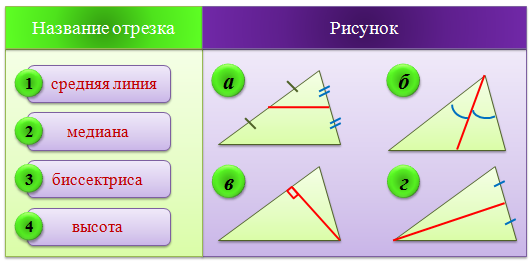 Название отрезка
Рисунок
1 средняя линия
2 медиана
3 биссектриса
4 высота
а
б
в
г